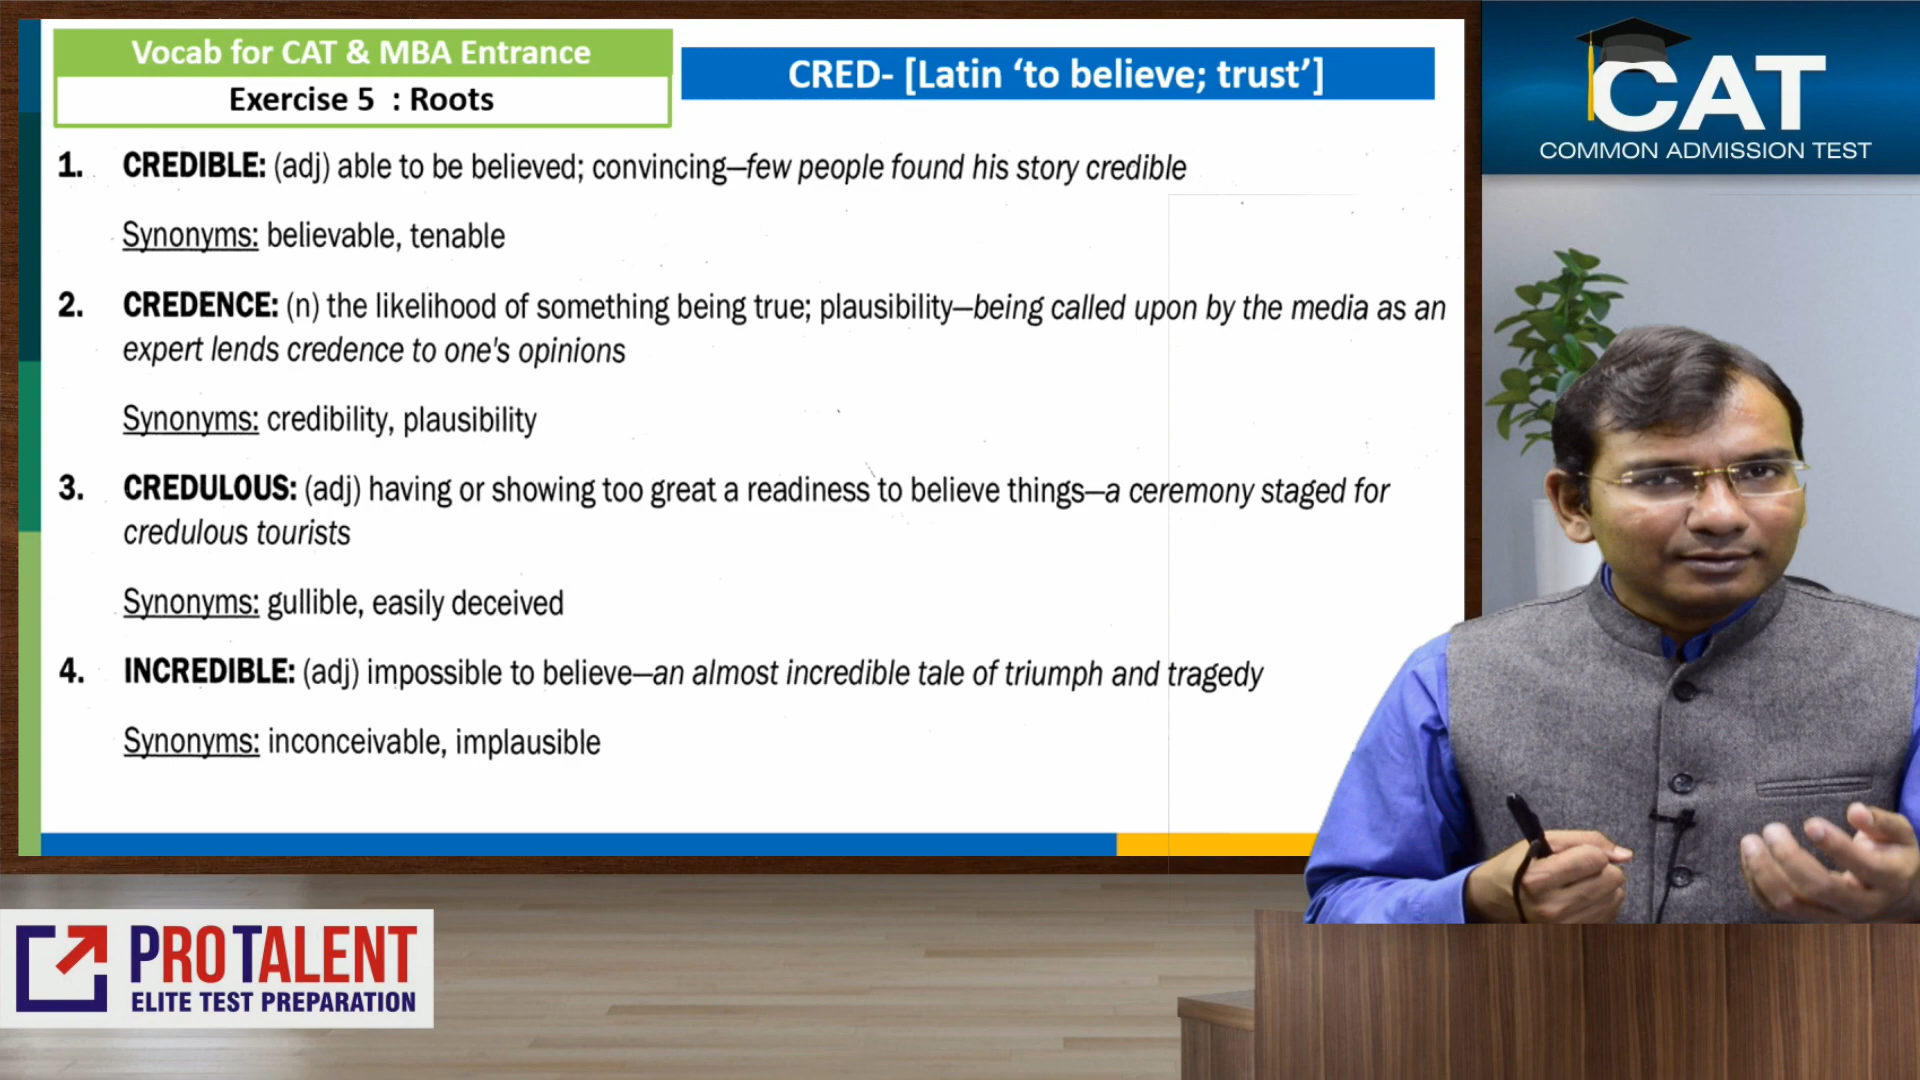 Vocab for CAT & MBA Entrance
Exercise 5 : Roots
CRED- [Latin ‘to believe; trust’]
1. CREDIBLE: (adj) able to be believed; convincing—few people found his story credible
Synonyms: believable, tenable
2. CREDENCE: (n) the likelihood of something being true; plausibility—being called upon by the media as an
expert lends credence to one's opinions
Synonyms: credibility, plausibility
3. CREDULOUS: (adj) having or showing too great a readiness to believe things—a ceremony staged for
credulous tourists
Synonyms: gullible, easily deceived
4. INCREDIBLE: (adj) impossible to believe—an almost incredible tale of triumph and tragedy
Synonyms: inconceivable, implausible
CAT
COMMON ADMISSION TEST
PROTALENT
ELITE TEST PREPARATION